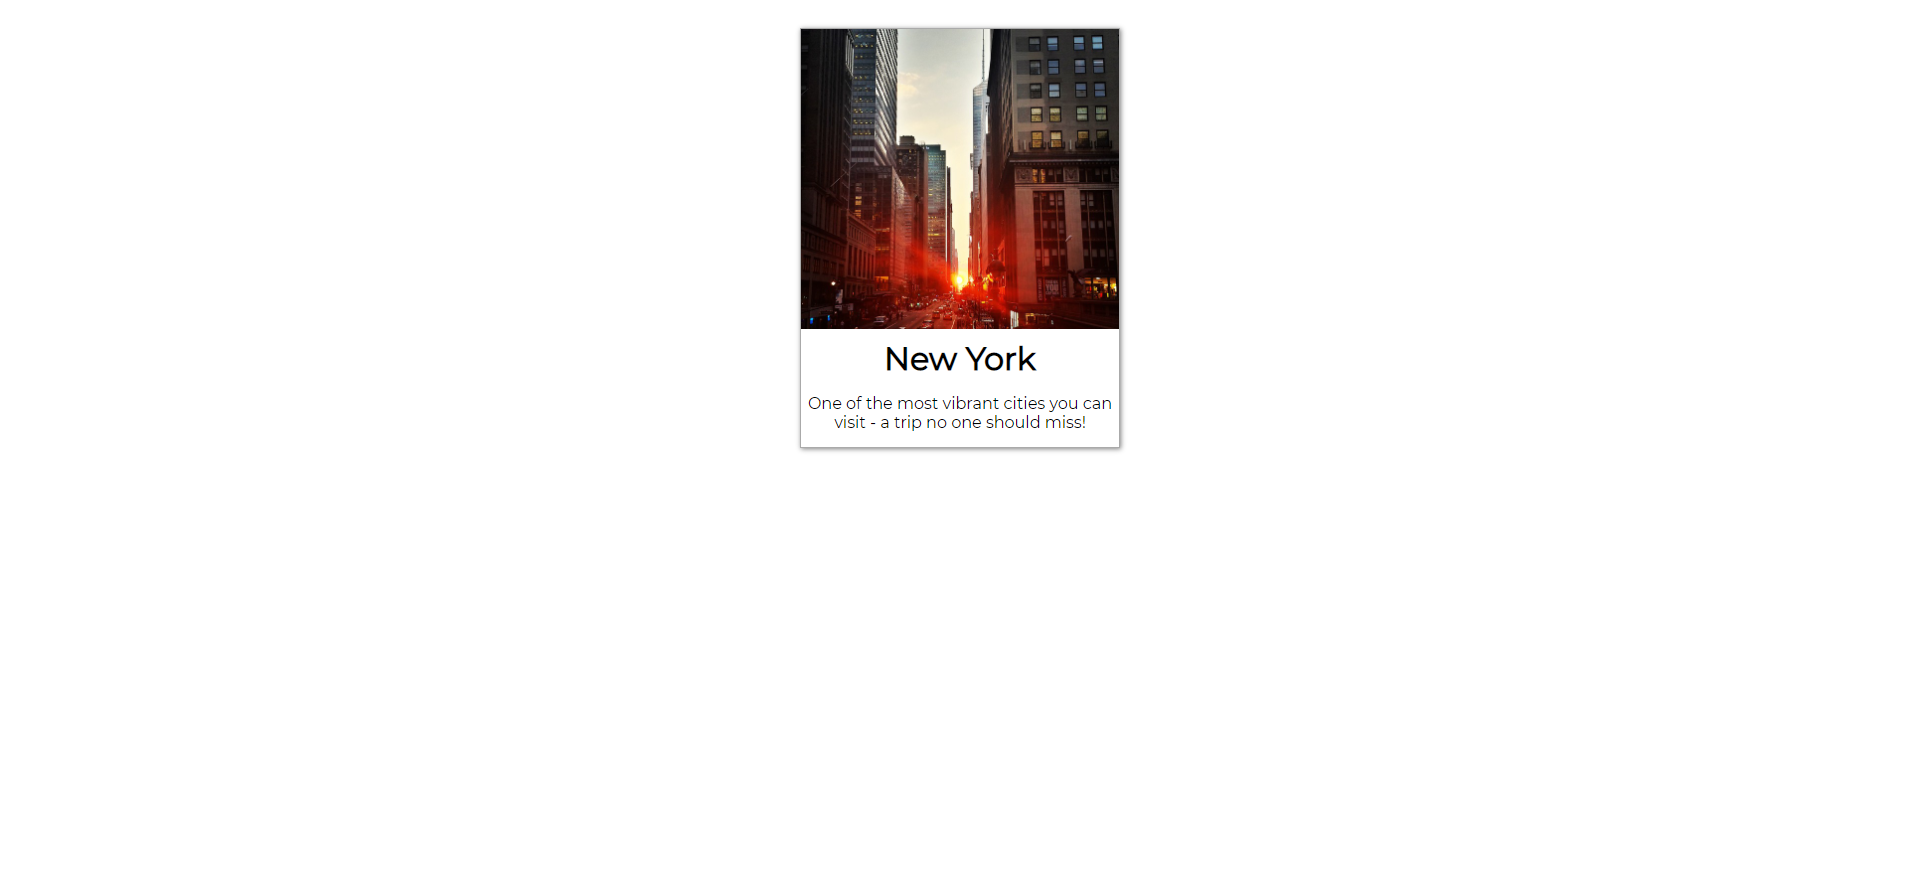 New York
One of the most vibrant cities you can
visit - a trip no one should miss!